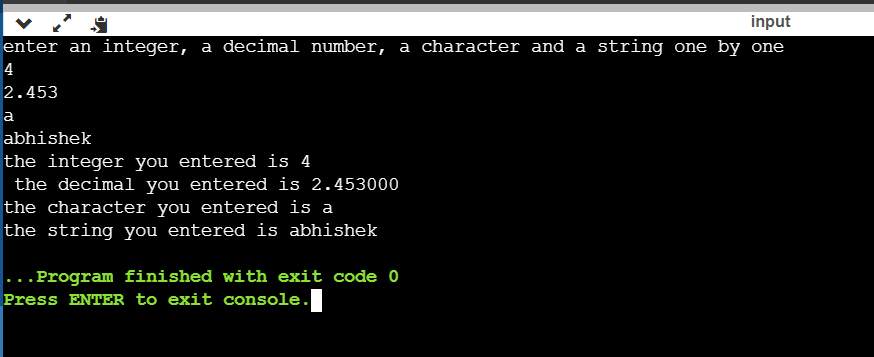 input
enter an integer, a decimal number, a character and a string one by one
4
2.453
a
abhishek
the integer you entered is 4
 the decimal you entered is 2.453000
the character you entered is a
the string you entered is abhishek
...Program finished with exit code 0
Press ENTER to exit console.